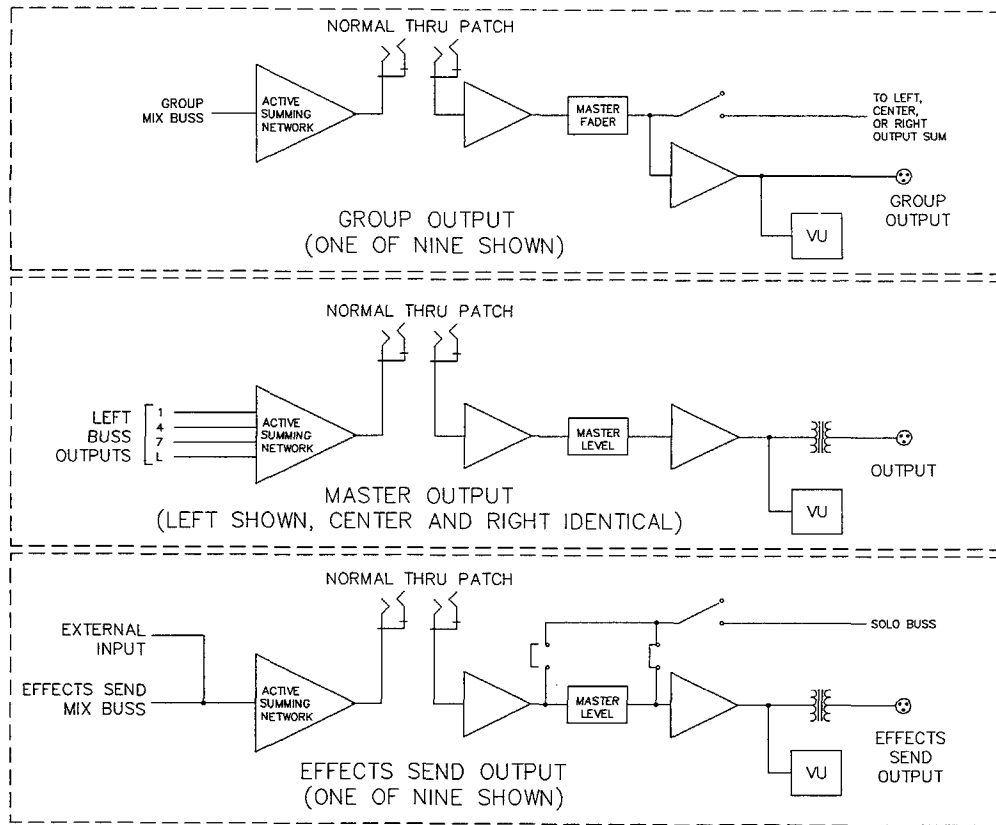 NORMAL THRU PATCH
GROUP
MIX BUSS
ACTIVE
SUMMING
NETWORK
MASTER
FADER
TO LEFT,
CENTER,
OR RIGHT
OUTPUT SUM
GROUP
OUTPUT
VU
GROUP OUTPUT
(ONE OF NINE SHOWN)
NORMAL THRU PATCH
LEFT
BUSS
OUTPUTS
1
4
7
L
ACTIVE
SUMMING
NETWORK
MASTER
LEVEL
OUTPUT
VU
MASTER OUTPUT
(LEFT SHOWN, CENTER AND RIGHT IDENTICAL)
NORMAL THRU PATCH
EXTERNAL
INPUT
EFFECTS SEND
MIX BUSS
ACTIVE
SUMMING
NETWORK
MASTER
LEVEL
SOLO BUSS
EFFECTS
SEND
OUTPUT
VU
EFFECTS SEND OUTPUT
(ONE OF NINE SHOWN)